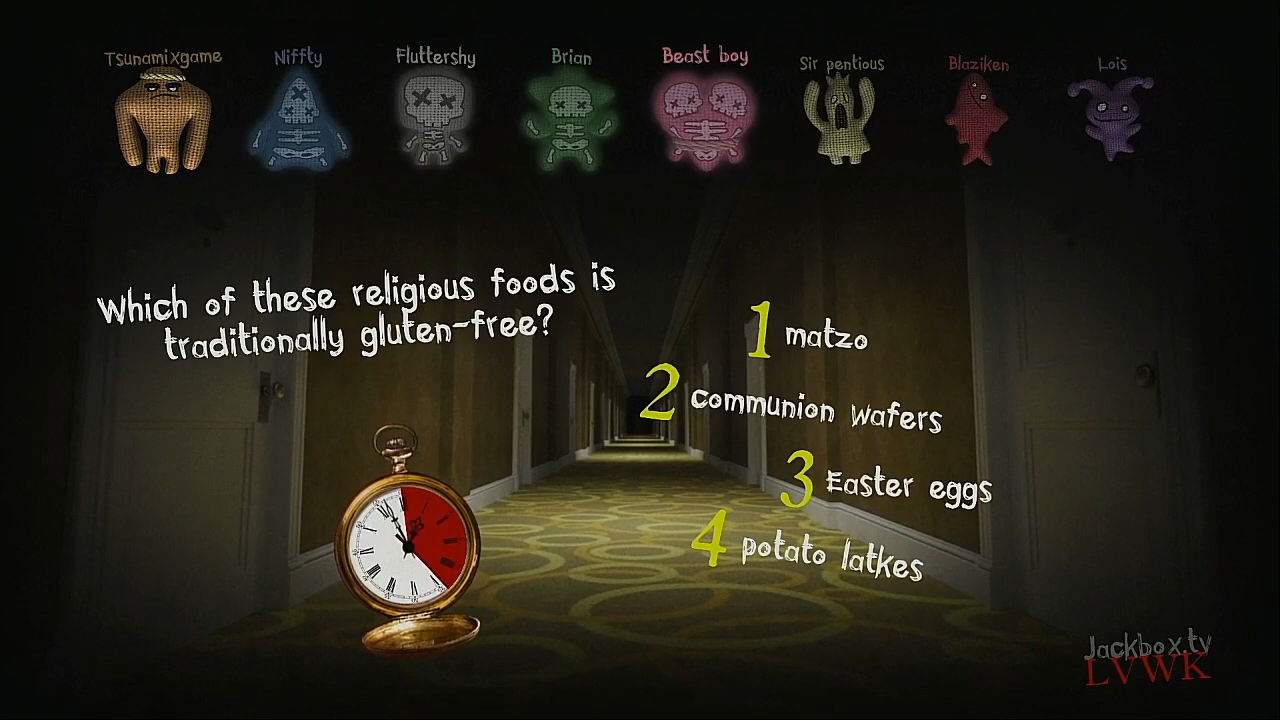 Tsunamixgame
Niffty
Fluttershy
Brian
Beast boy
Sir pentious
Blaziken
Lois
Which of these religious foods is
traditionally gluten-free?
1 matzo
2 communion wafers
3 Easter eggs
4 potato latkes
Jackbox.tv
LVWK